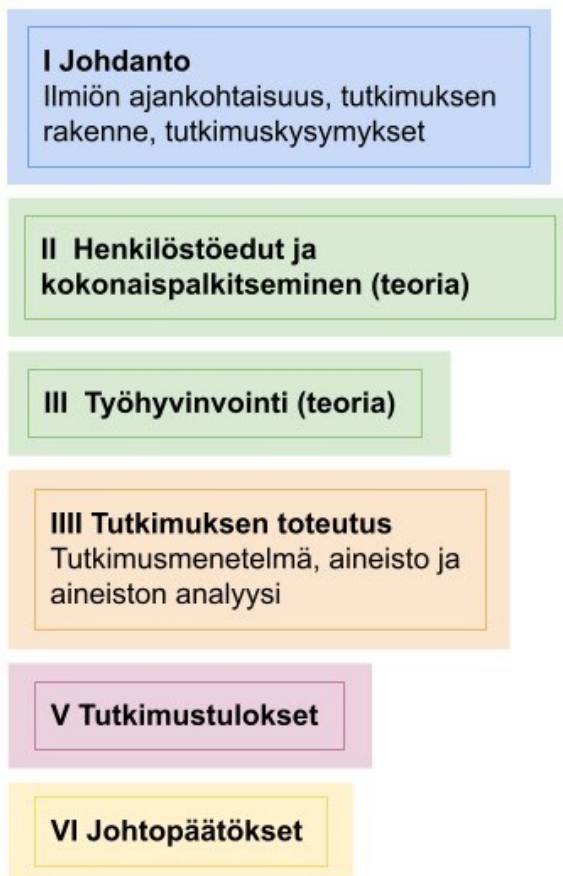 I Johdanto
Ilmiön ajankohtaisuus, tutkimuksen
rakenne, tutkimuskysymykset
II Henkilöstöedut ja
kokonaispalkitseminen (teoria)
III Työhyvinvointi (teoria)
IIII Tutkimuksen toteutus
Tutkimusmenetelmä, aineisto ja
aineiston analyysi
V Tutkimustulokset
VI Johtopäätökset